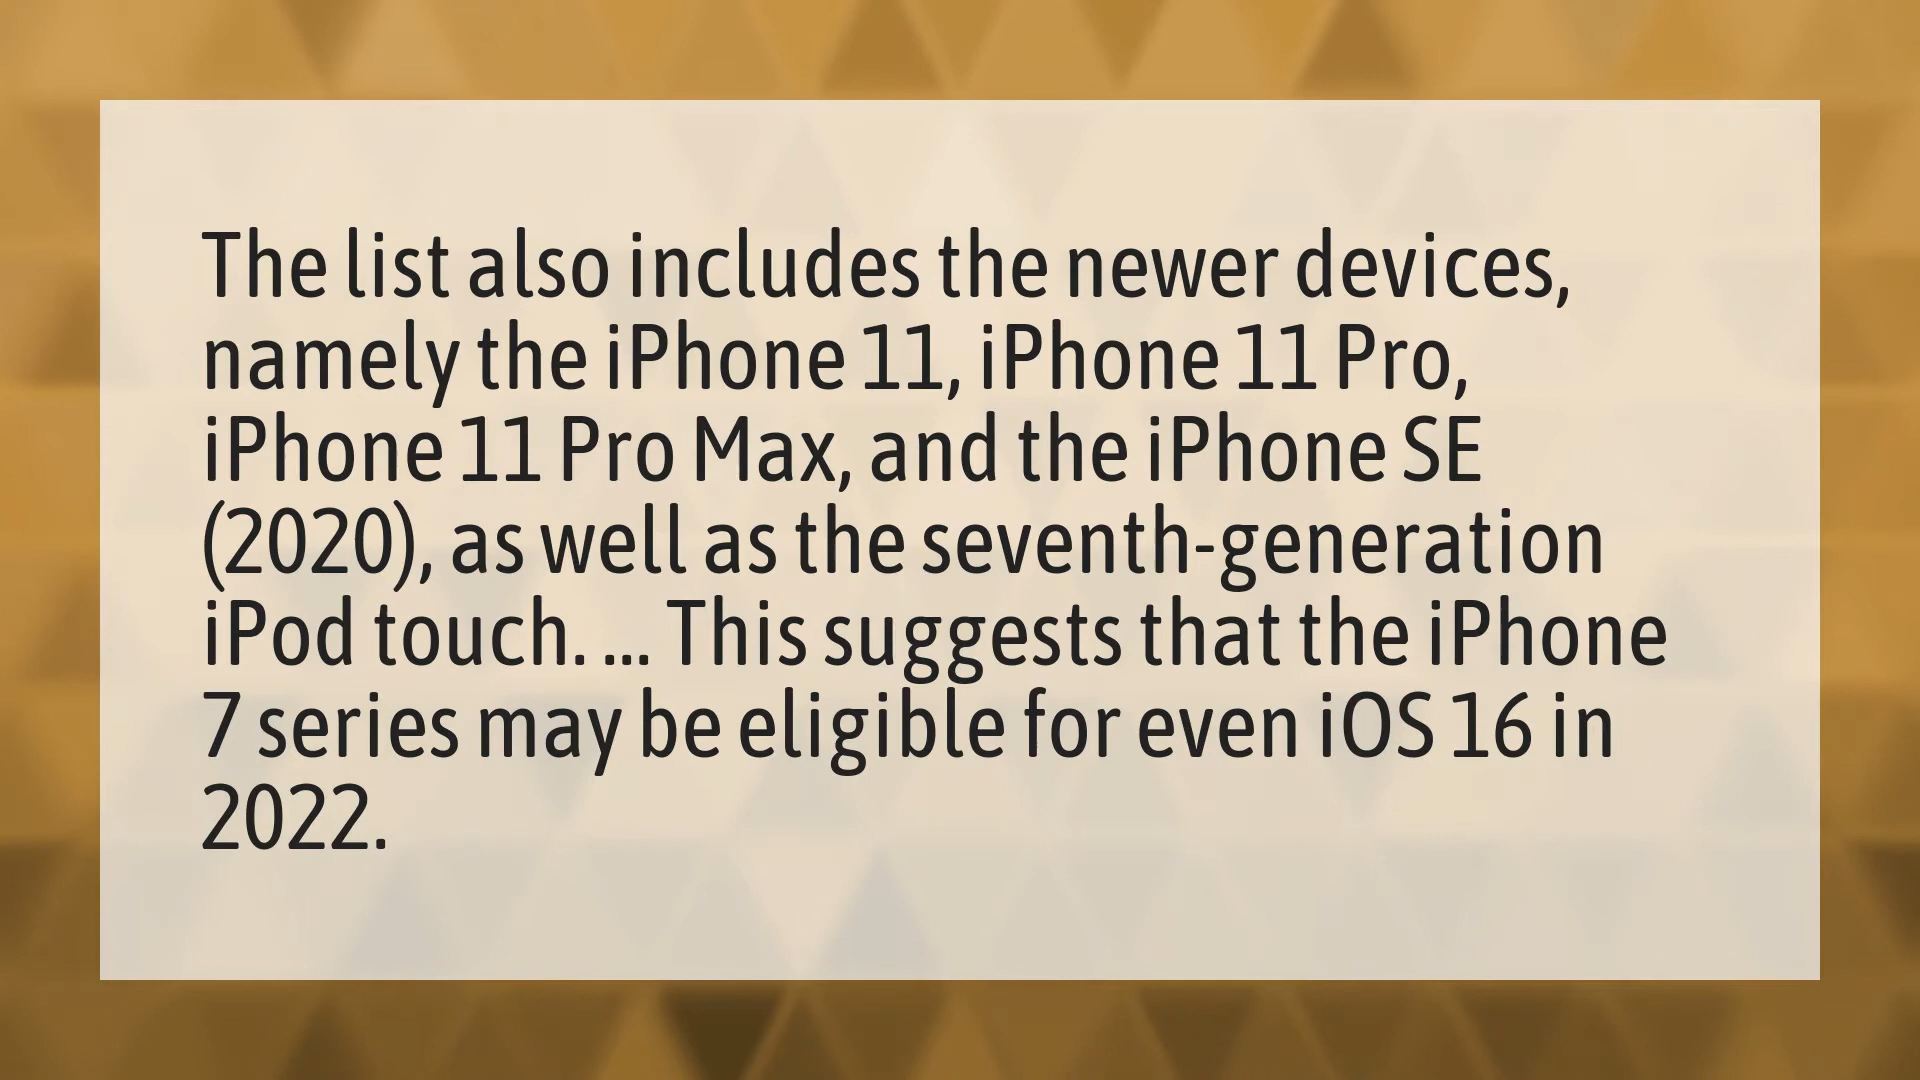 The list also includes the newer devices,
namely the iPhone 11, iPhone 11 Pro,
iPhone 11 Pro Max, and the iPhone SE
(2020), as well as the seventh-generation
iPod touch. ... This suggests that the iPhone
7 series may be eligible for even iOS 16 in
2022.